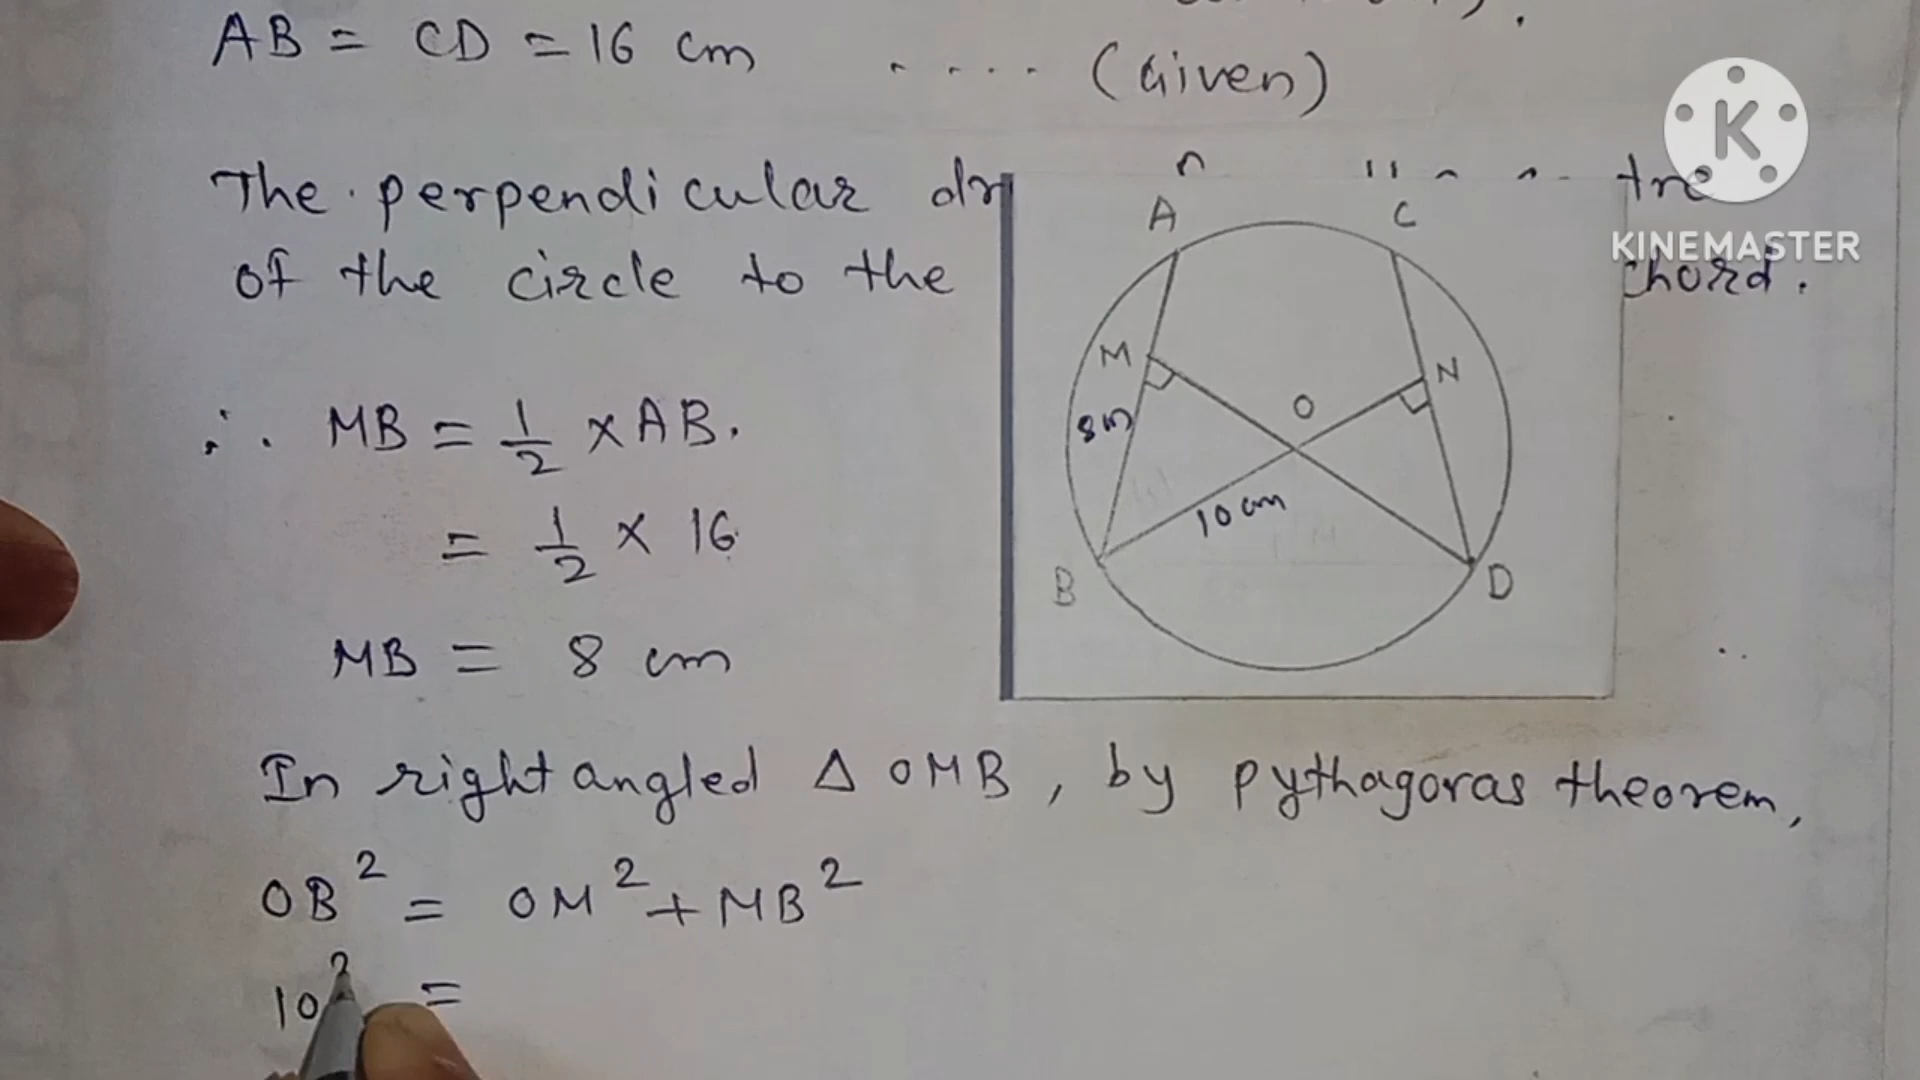 AB = CD = 16 cm .... (Given)
The perpendicular
of the circle to the chord.
∴ MB = 1/2 × AB.
= 1/2 × 16
MB = 8 cm
A C
M N
O
8
10 cm
B D
K
KINEMASTER
In right angled Δ OMB, by pythagoras theorem,
OB² = OM² + MB²
10² =